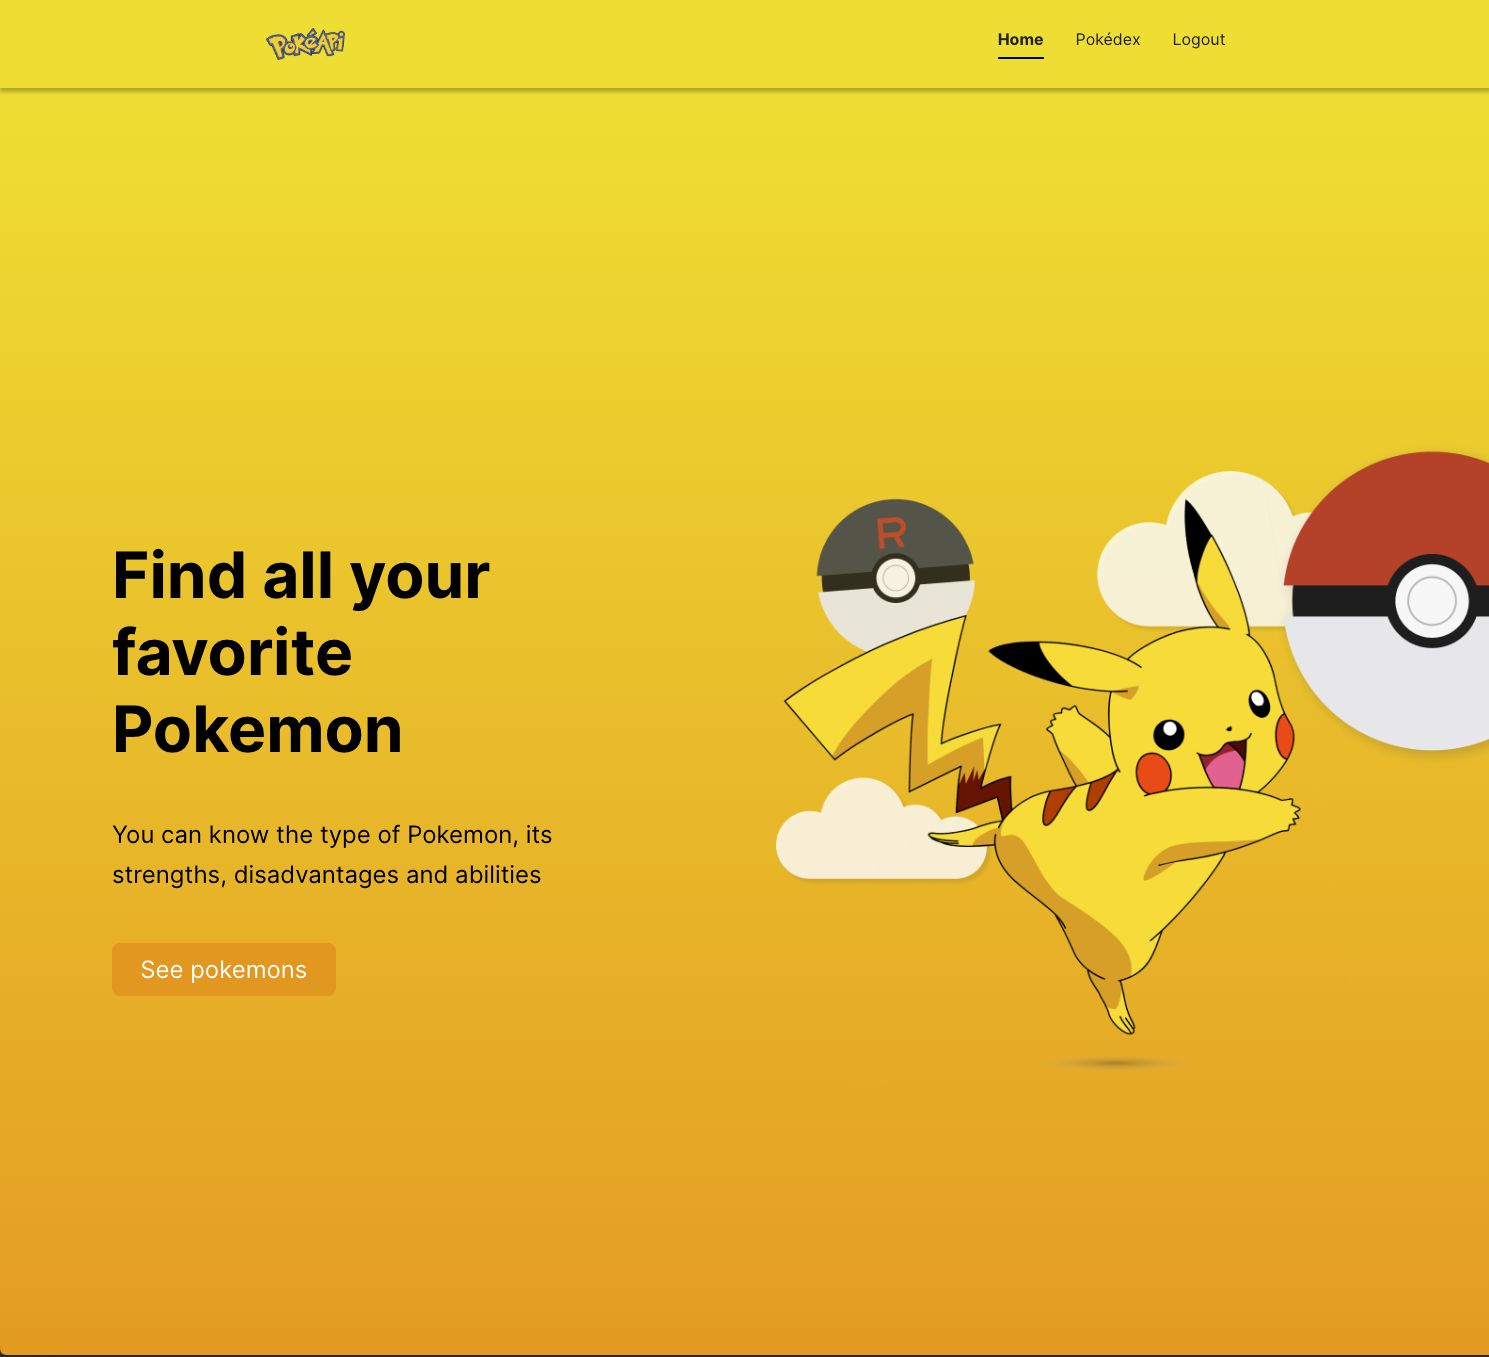 PokéApi
Home Pokédex Logout
R
Find all your
favorite
Pokemon
You can know the type of Pokemon, its
strengths, disadvantages and abilities
See pokemons